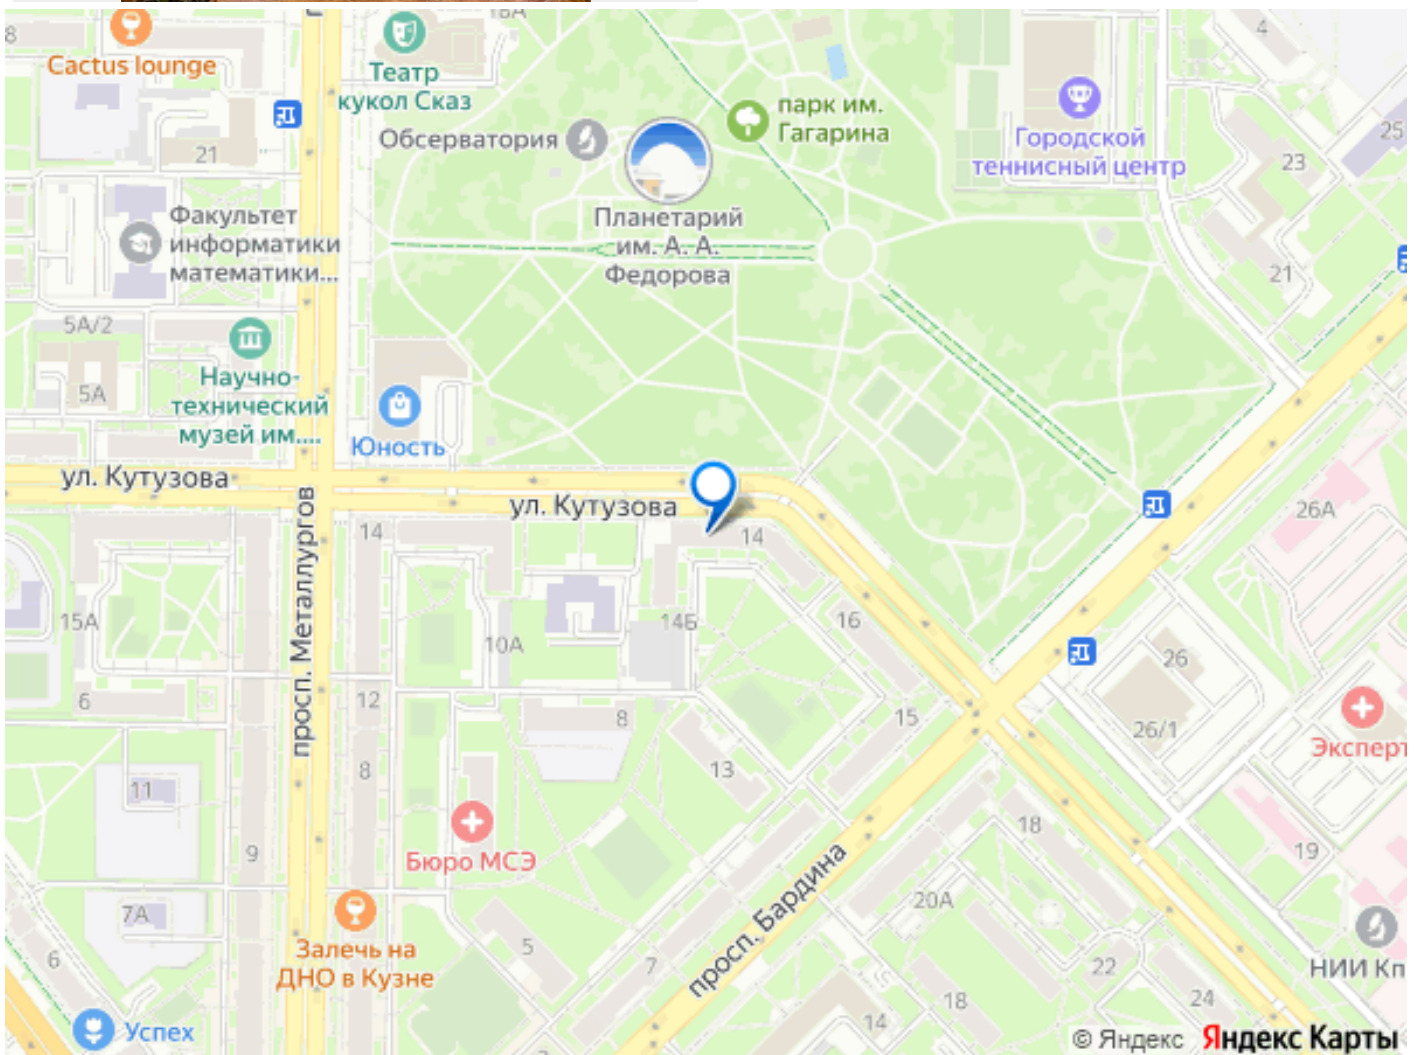 18А
4
8
Cactus lounge
Театр
кукол Сказ
парк им.
Гагарина
Обсерватория
Городской
теннисный центр
25
21
23
Планетарий
им. А. А.
Федорова
Факультет
информатики
математики...
21
5А/2
5А
Научно-
технический
музей им....
Юность
ул. Кутузова
ул. Кутузова
просп. Металлургов
14
14
26А
15А
10А
14Б
16
6
12
8
15
26
26/1
Эксперт
11
8
13
9
Бюро МСЭ
18
19
просп. Бардина
7А
20А
Залечь на
ДНО в Кузне
5
7
6
22
НИИ Кп
24
18
14
Успех
© Яндекс Яндекс Карты